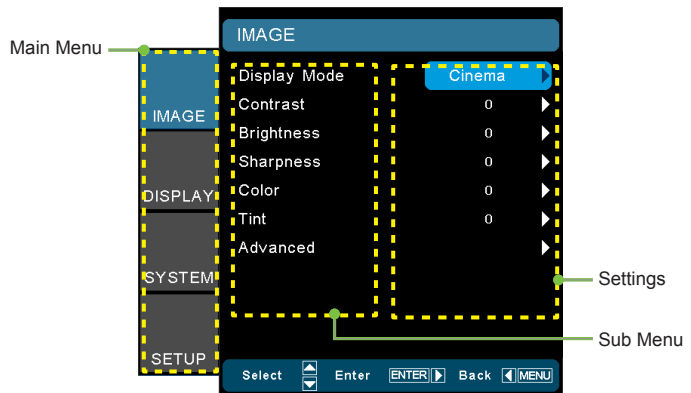 IMAGE
Main Menu
Display Mode Cinema
Contrast 0
IMAGE
Brightness 0
Sharpness 0
DISPLAY
Color 0
Tint 0
Advanced
SYSTEM
Settings
Sub Menu
SETUP
Select Enter ENTER Back MENU